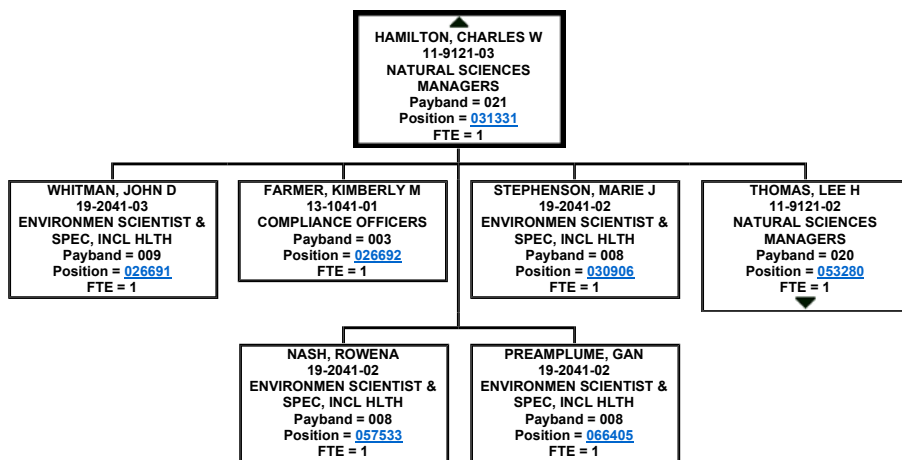 HAMILTON, CHARLES W
11-9121-03
NATURAL SCIENCES
MANAGERS
Payband = 021
Position = 031331
FTE = 1
WHITMAN, JOHN D
19-2041-03
ENVIRONMEN SCIENTIST &
SPEC, INCL HLTH
Payband = 009
Position = 026691
FTE = 1
FARMER, KIMBERLY M
13-1041-01
COMPLIANCE OFFICERS
Payband = 003
Position = 026692
FTE = 1
STEPHENSON, MARIE J
19-2041-02
ENVIRONMEN SCIENTIST &
SPEC, INCL HLTH
Payband = 008
Position = 030906
FTE = 1
THOMAS, LEE H
11-9121-02
NATURAL SCIENCES
MANAGERS
Payband = 020
Position = 053280
FTE = 1
NASH, ROWENA
19-2041-02
ENVIRONMEN SCIENTIST &
SPEC, INCL HLTH
Payband = 008
Position = 057533
FTE = 1
PREAMPLUME, GAN
19-2041-02
ENVIRONMEN SCIENTIST &
SPEC, INCL HLTH
Payband = 008
Position = 066405
FTE = 1